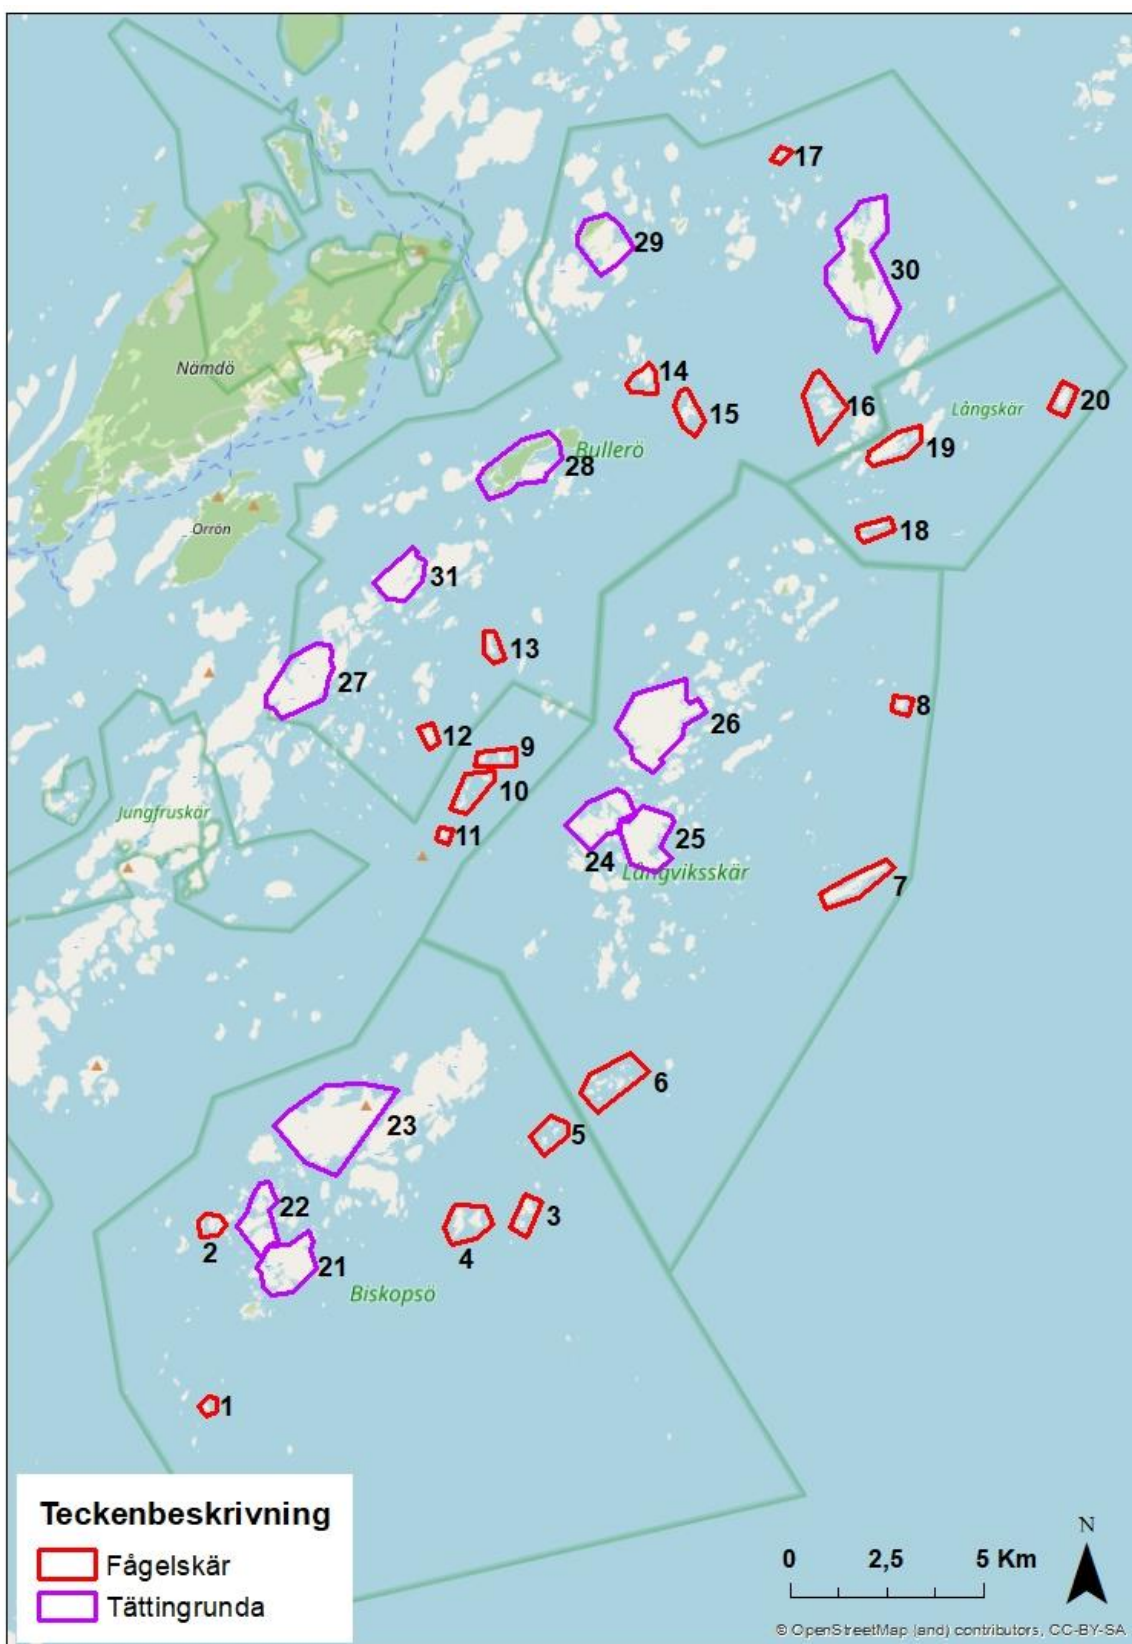 17
29
30
Nämdö
14
15
16
Långskär
20
19
Bullerö
28
18
Orrön
31
13
27
8
26
12
9
10
Jungfruskär
11
25
24
Långviksskär
7
6
23
5
22
3
2
4
21
Biskopsö
1
Teckenbeskrivning
Fågelskär
Tättingrunda
N
0 2,5 5 Km
© OpenStreetMap (and) contributors, CC-BY-SA